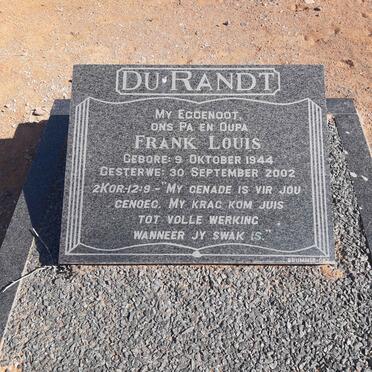 DU RANDT
MY EGGENOOT,
ONS PA EN OUPA
FRANK LOUIS
GEBORE: 9 OKTOBER 1944
GESTERWE: 30 SEPTEMBER 2002
2KOR:12:9 - "MY GENADE IS VIR JOU
GENOEG. MY KRAG KOM JUIS
TOT VOLLE WERKING
WANNEER JY SWAK IS."